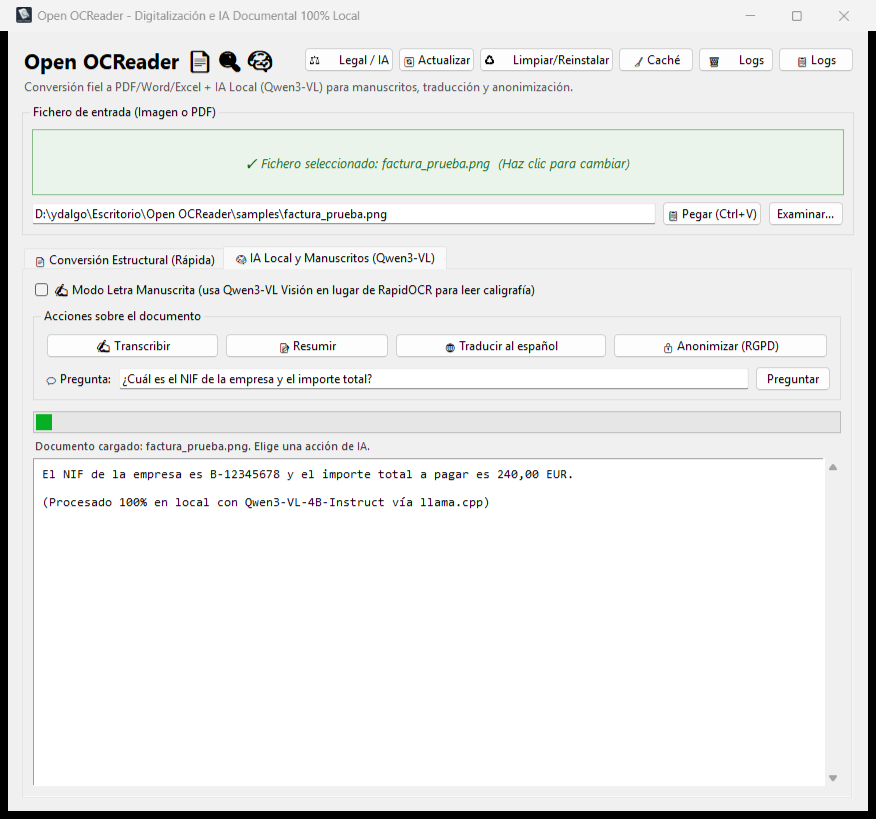 Open OCReader - Digitalización e IA Documental 100% Local
Open OCReader
Legal / IA
Actualizar
Limpiar/Reinstalar
Caché
Logs
Logs
Conversión fiel a PDF/Word/Excel + IA Local (Qwen3-VL) para manuscritos, traducción y anonimización.
Fichero de entrada (Imagen o PDF)
✓ Fichero seleccionado: factura_prueba.png (Haz clic para cambiar)
D:\ydalgo\Escritorio\Open OCReader\samples\factura_prueba.png
Pegar (Ctrl+V)
Examinar...
Conversión Estructural (Rápida)
IA Local y Manuscritos (Qwen3-VL)
Modo Letra Manuscrita (usa Qwen3-VL Visión en lugar de RapidOCR para leer caligrafía)
Acciones sobre el documento
Transcribir
Resumir
Traducir al español
Anonimizar (RGPD)
Pregunta:
¿Cuál es el NIF de la empresa y el importe total?
Preguntar
Documento cargado: factura_prueba.png. Elige una acción de IA.
El NIF de la empresa es B-12345678 y el importe total a pagar es 240,00 EUR.
(Procesado 100% en local con Qwen3-VL-4B-Instruct vía llama.cpp)